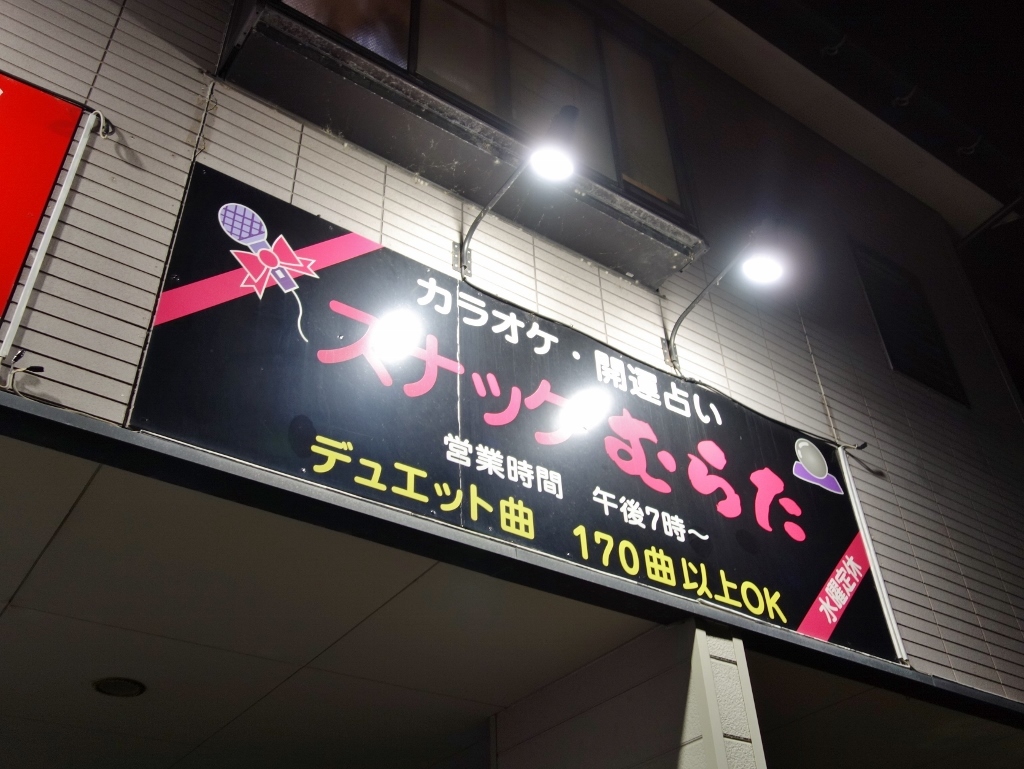 カラオケ・開運占い
スナックむらた
営業時間 午後7時～
デュエット曲 170曲以上OK
水曜定休